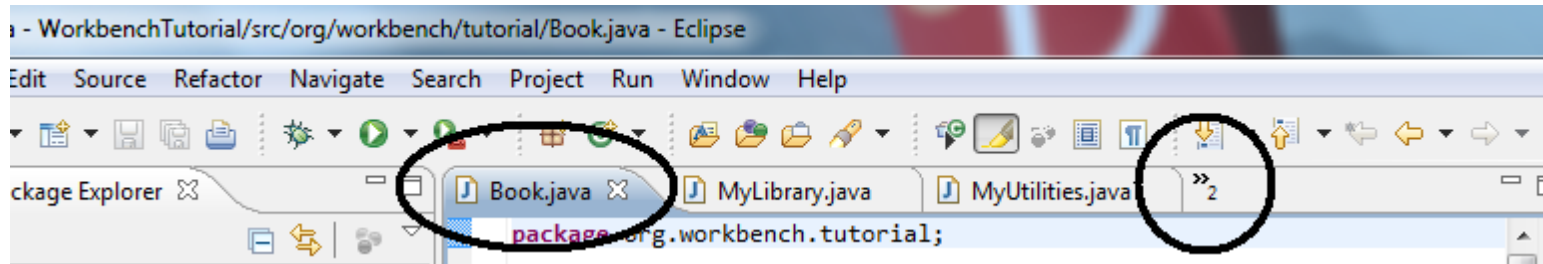 a - WorkbenchTutorial/src/org/workbench/tutorial/Book.java - Eclipse
Edit Source Refactor Navigate Search Project Run Window Help
ckage Explorer
Book.java MyLibrary.java MyUtilities.java »2
package org.workbench.tutorial;